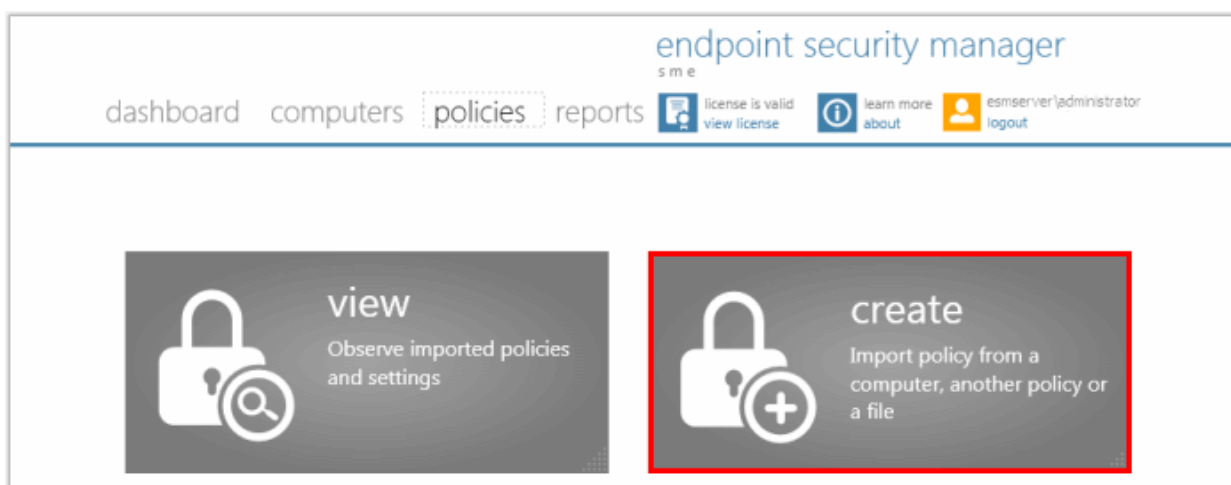 endpoint security manager
sme
dashboard computers policies reports
license is valid
view license
learn more
about
esmserver\administrator
logout
view
Observe imported policies
and settings
create
Import policy from a
computer, another policy or
a file